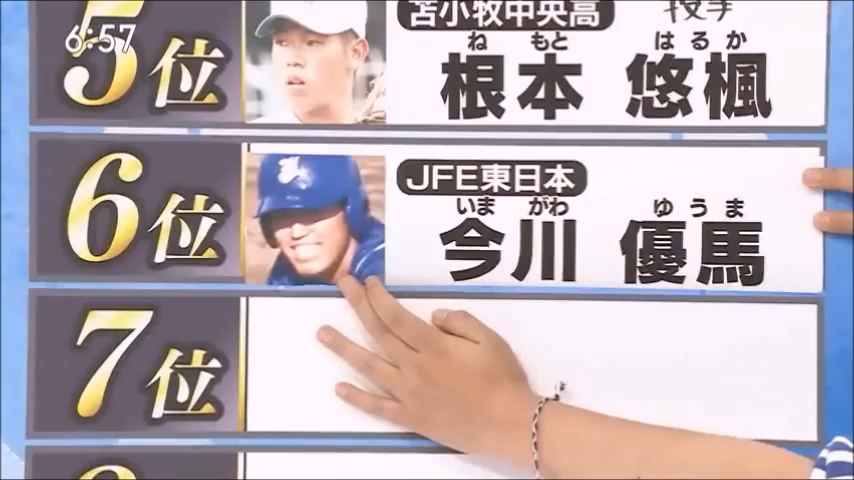 6:57
5位
苫小牧中央高
投手
ね もと はる か
根本 悠楓
6位
JFE東日本
いま がわ ゆう ま
今川 優馬
7位